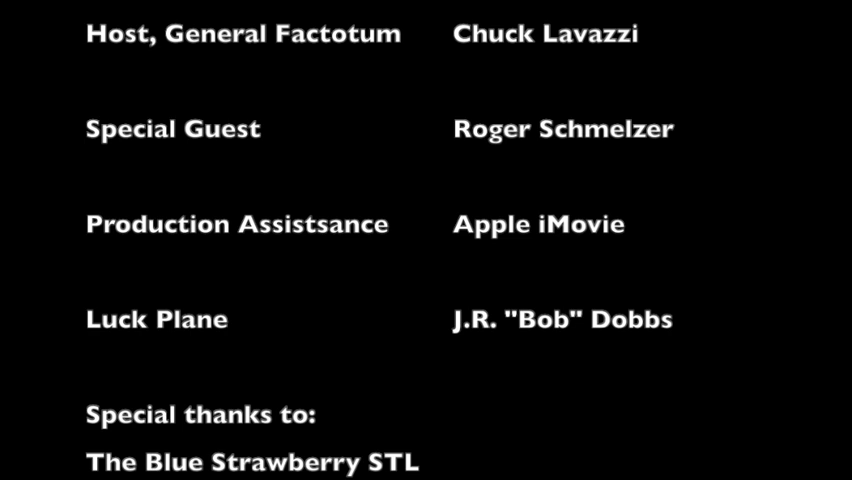 Host, General Factotum Chuck Lavazzi
Special Guest Roger Schmelzer
Production Assistsance Apple iMovie
Luck Plane J.R. "Bob" Dobbs
Special thanks to:
The Blue Strawberry STL